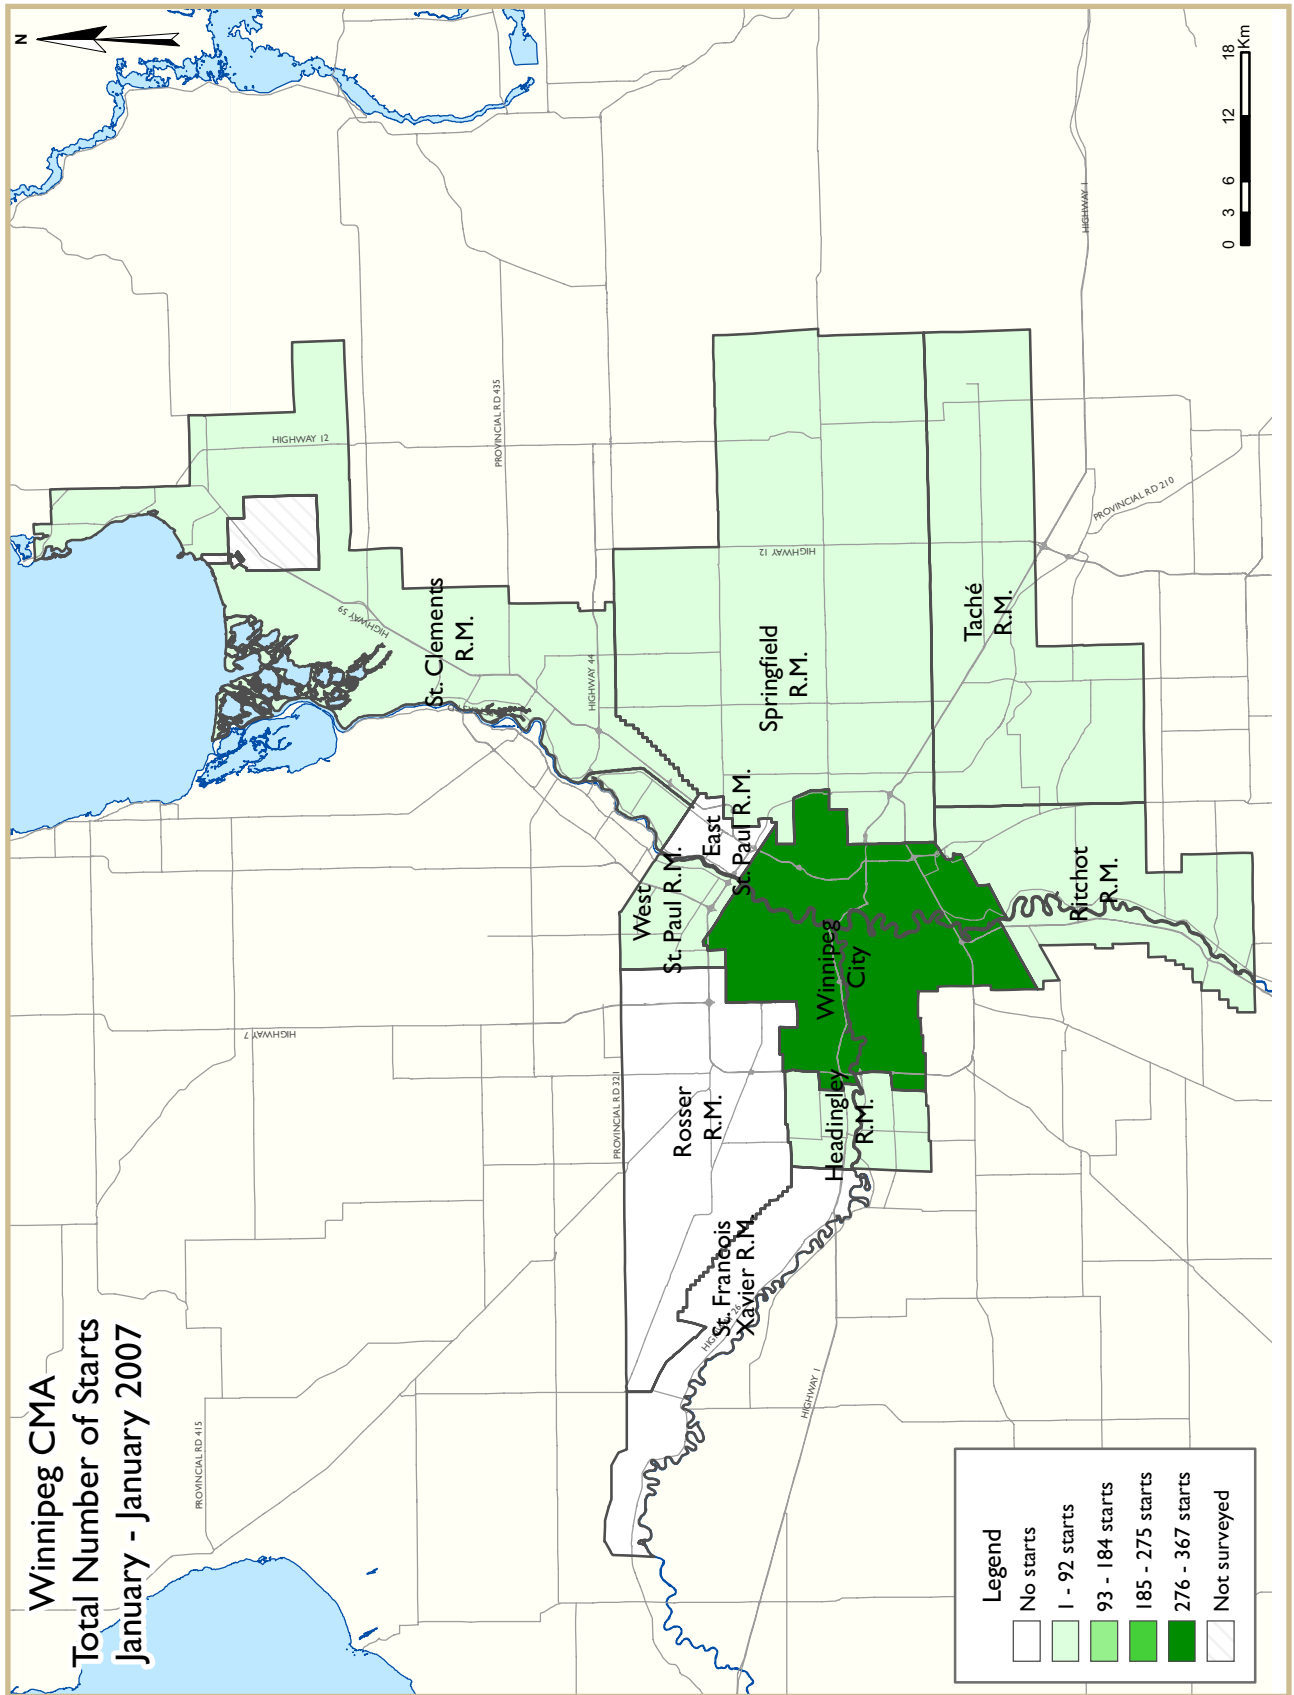 Winnipeg CMA
Total Number of Starts
January - January 2007
N
PROVINCIAL RD 415
HIGHWAY 7
PROVINCIAL RD 321
HIGHWAY 12
PROVINCIAL RD 435
HIGHWAY 59
St. Clements
R.M.
HIGHWAY 44
HIGHWAY 12
Springfield
R.M.
Taché
R.M.
PROVINCIAL RD 210
HIGHWAY 1
East
St. Paul R.M.
West
St. Paul R.M.
Ritchot
R.M.
Winnipeg
City
Headingley
R.M.
Rosser
R.M.
St. Francois
Xavier R.M.
HIGHWAY 1
Legend
No starts
1 - 92 starts
93 - 184 starts
185 - 275 starts
276 - 367 starts
Not surveyed
0 3 6 12 18
Km